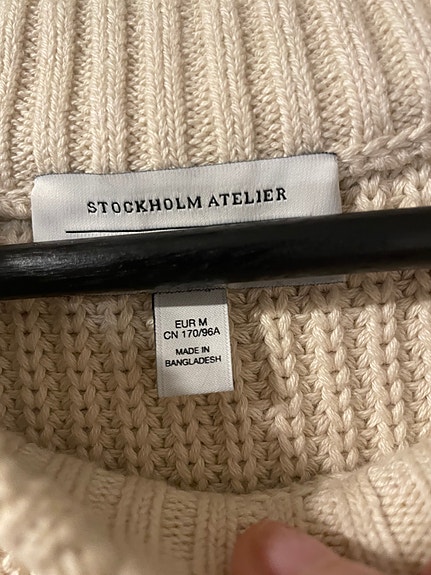 STOCKHOLM ATELIER
EUR M
CN 170/96A
MADE IN
BANGLADESH